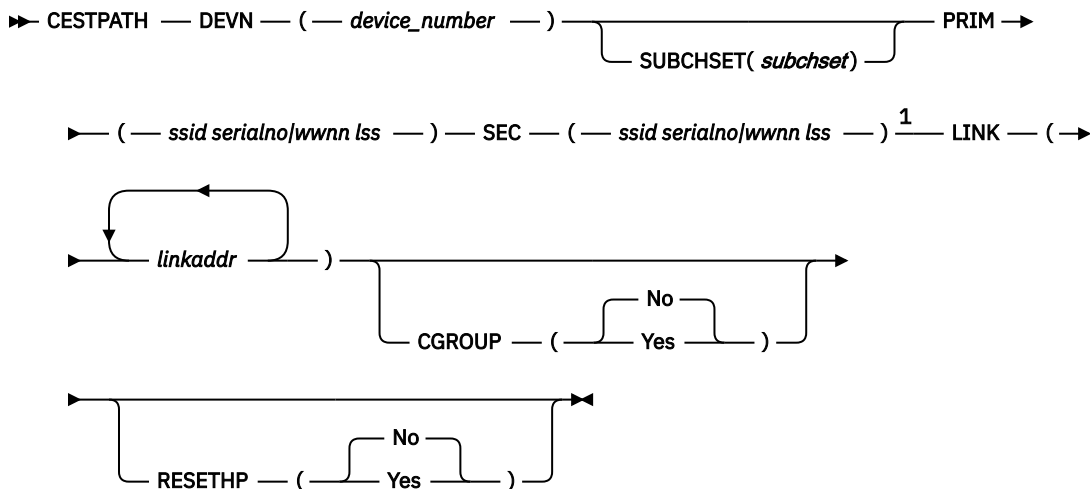 CESTPATH DEVN ( device_number ) PRIM
SUBCHSET( subchset)
( ssid serialno|wwnn lss ) SEC ( ssid serialno|wwnn lss ) 1 LINK (
linkaddr )
No
CGROUP ( Yes )
No
RESETHP ( Yes )